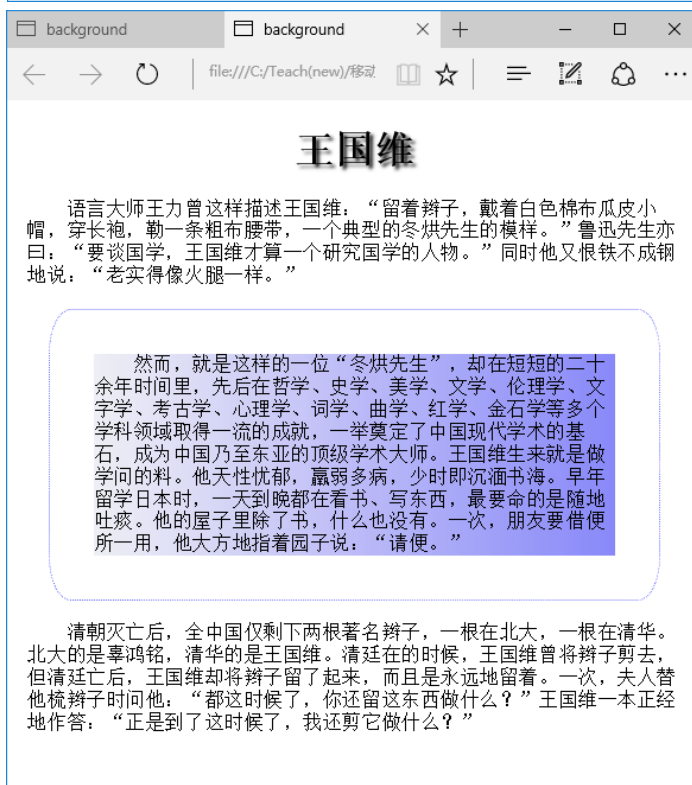 background
background
file:///C:/Teach(new)/移动
王国维
语言大师王力曾这样描述王国维：“留着辫子，戴着白色棉布瓜皮小
帽，穿长袍，勒一条粗布腰带，一个典型的冬烘先生的模样。”鲁迅先生亦
曰：“要谈国学，王国维才算一个研究国学的人物。”同时他又恨铁不成钢
地说：“老实得像火腿一样。”
然而，就是这样的一位“冬烘先生”，却在短短的二十
余年时间里，先后在哲学、史学、美学、文学、伦理学、文
字学、考古学、心理学、词学、曲学、红学、金石学等多个
学科领域取得一流的成就，一举奠定了中国现代学术的基
石，成为中国乃至东亚的顶级学术大师。王国维生来就是做
学问的料。他天性忧郁，羸弱多病，少时即沉湎书海。早年
留学日本时，一天到晚都在看书、写东西，最要命的是随地
吐痰。他的屋子里除了书，什么也没有。一次，朋友要借便
所一用，他大方地指着园子说：“请便。”
清朝灭亡后，全中国仅剩下两根著名辫子，一根在北大，一根在清华。
北大的是辜鸿铭，清华的是王国维。清廷在的时候，王国维曾将辫子剪去，
但清廷亡后，王国维却将辫子留了起来，而且是永远地留着。一次，夫人替
他梳辫子时问他：“都这时候了，你还留这东西做什么？”王国维一本正经
地作答：“正是到了这时候了，我还剪它做什么？”